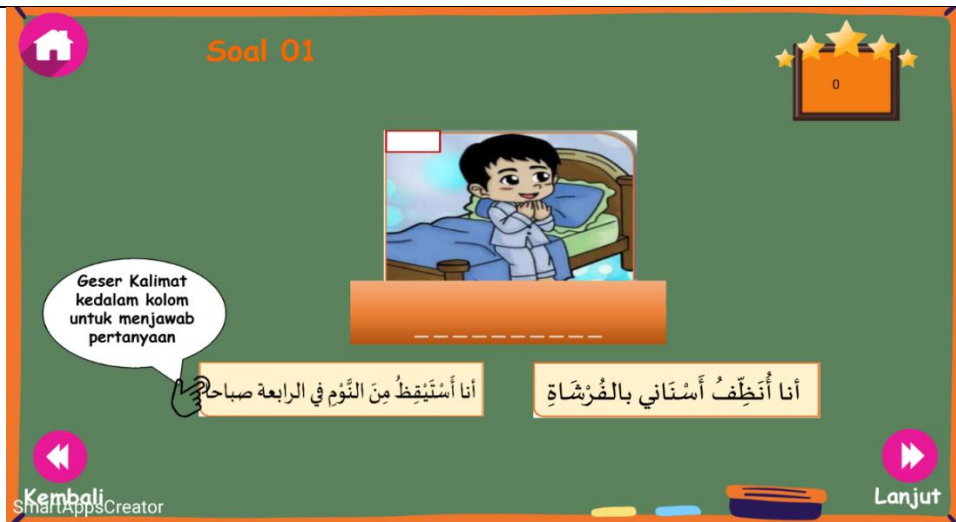 Soal 01
0
Geser Kalimat
kedalam kolom
untuk menjawab
pertanyaan
_ _ _ _ _ _ _ _ _ _
أنا أُنَظِّفُ أَسْنَاني بالفُرْشَاةِ
أنا أَسْتَيْقِظُ مِنَ النَّوْمِ في الرابعة صباحا
Kembali
Lanjut
SmartAppsCreator